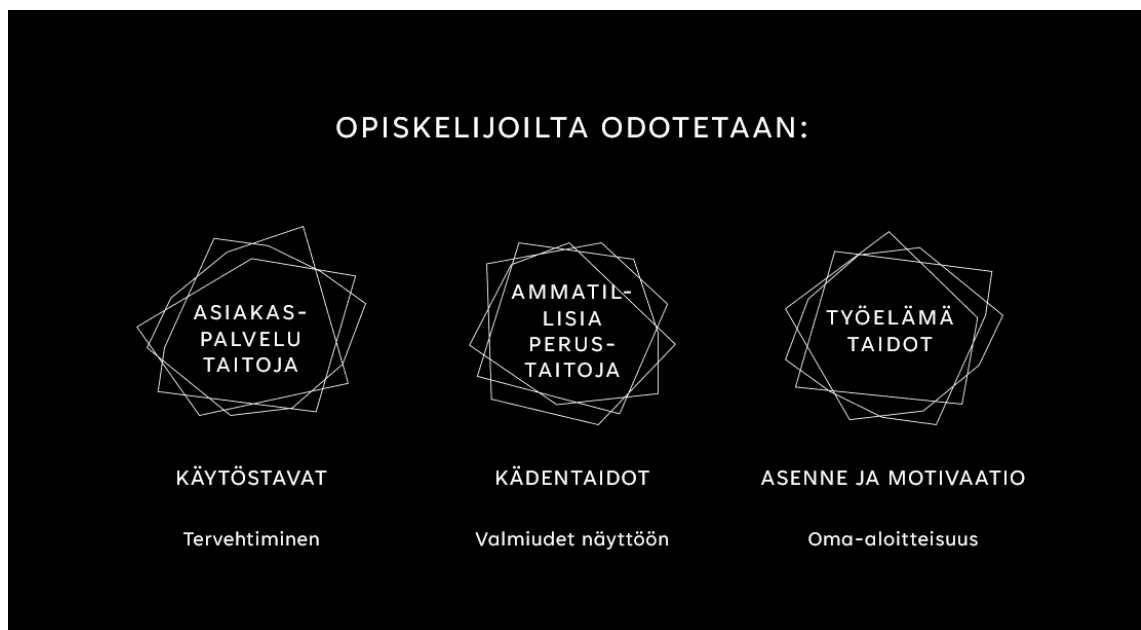 OPISKELIJOILTA ODOTETAAN:
ASIAKAS-
PALVELU
TAITOJA
AMMATIL-
LISIA
PERUS-
TAITOJA
TYÖELÄMÄ
TAIDOT
KÄYTÖSTAVAT
KÄDENTAIDOT
ASENNE JA MOTIVAATIO
Tervehtiminen
Valmiudet näyttöön
Oma-aloitteisuus